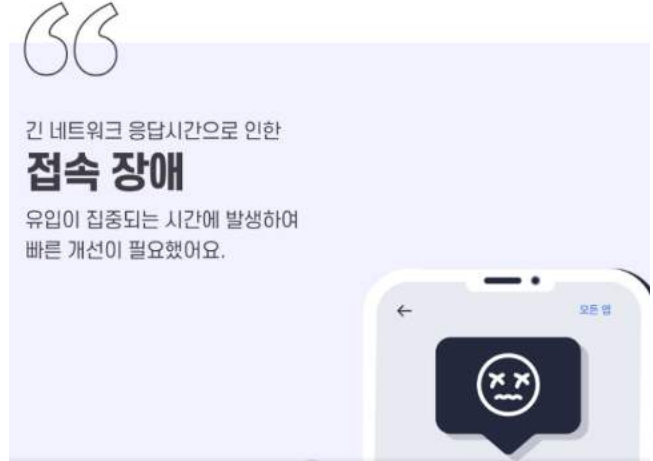 긴 네트워크 응답시간으로 인한
접속 장애
유입이 집중되는 시간에 발생하여
빠른 개선이 필요했어요.
모든 앱